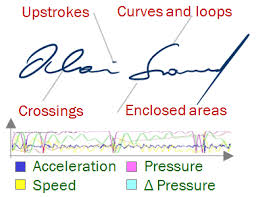 Upstrokes Curves and loops
Crossings Enclosed areas
Acceleration Pressure
Speed Δ Pressure